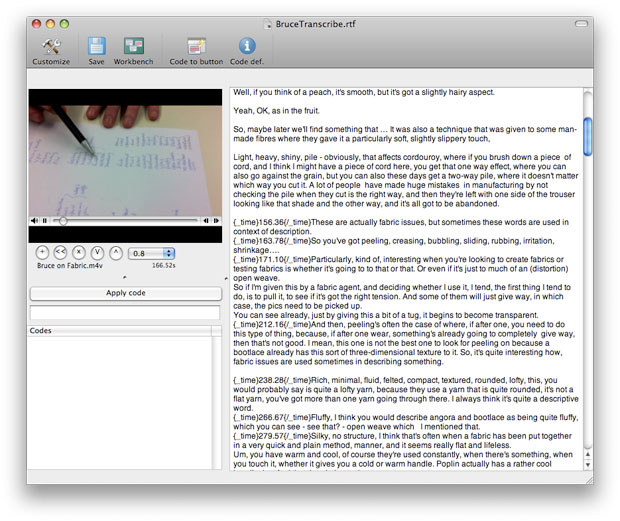 BruceTranscribe.rtf
Customize
Save
Workbench
Code to button
Code def.
Well, if you think of a peach, it's smooth, but it's got a slightly hairy aspect.
Yeah, OK, as in the fruit.
So, maybe later we'll find something that ... It was also a technique that was given to some man-
made fibres where they gave it a particularly soft, slightly slippery touch,
Light, heavy, shiny, pile - obviously, that affects cordouroy, where if you brush down a piece of
cord, and I think I might have a piece of cord here, you get that one way effect, where you can
also go against the grain, but you can also these days get a two-way pile, where it doesn't matter
which way you cut it. A lot of people have made huge mistakes in manufacturing by not
checking the pile when they cut is the right way, and then they're left with one side of the trouser
looking like that shade and the other way, and it's all got to be abandoned.
{_time}156.36{/_time}These are actually fabric issues, but sometimes these words are used in
context of description.
{_time}163.78{/_time}So you've got peeling, creasing, bubbling, sliding, rubbing, irritation,
shrinkage....
{_time}171.10{/_time}Particularly, kind of, interesting when you're looking to create fabrics or
testing fabrics is whether it's going to to that or that. Or even if it's just to much of an (distortion)
open weave.
So if I'm given this by a fabric agent, and deciding whether I use it, I tend, the first thing I tend to
do, is to pull it, to see if it's got the right tension. And some of them will just give way, in which
case, the pics need to be picked up.
You can see already, just by giving this a bit of a tug, it begins to become transparent.
{_time}212.16{/_time}And then, peeling's often the case of where, if after one, you need to do
this type of thing, because, if after one wear, something's already going to completely give way,
then that's not good. I mean, this one is not the best one to look for peeling on because a
bootlace already has this sort of three-dimensional texture to it. So, it's quite interesting how,
fabric issues are used sometimes in describing something.
{_time}238.28{/_time}Rich, minimal, fluid, felted, compact, textured, rounded, lofty, this, you
would probably say is quite a lofty yarn, because they use a yarn that is quite rounded, it's not a
flat yarn, you've got more than one yarn going through there. I always think it's quite a descriptive
word.
{_time}266.67{/_time}Fluffy, I think you would describe angora and bootlace as being quite fluffy,
which you can see - see that? - open weave which I mentioned that.
{_time}279.57{/_time}Silky, no structure, I think that's often when a fabric has been put together
in a very quick and plain method, manner, and it seems really flat and lifeless.
Um, you have warm and cool, of course they're used constantly, when there's something, when
you touch it, whether it gives you a cold or warm handle. Poplin actually has a rather cool
+
<<
x
v
^
0.8
Bruce on Fabric.m4v
166.52s
Apply code
Codes